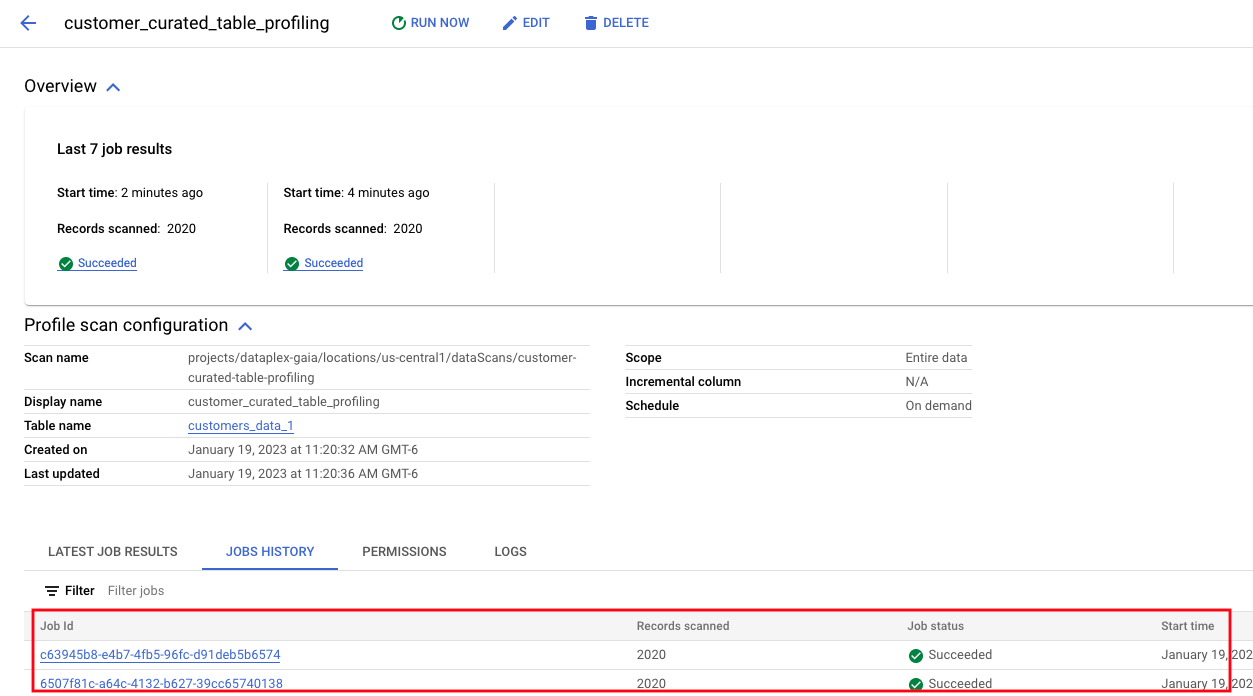 customer_curated_table_profiling RUN NOW EDIT DELETE
Overview
Last 7 job results
Start time: 2 minutes ago Start time: 4 minutes ago
Records scanned: 2020 Records scanned: 2020
Succeeded Succeeded
Profile scan configuration
Scan name projects/dataplex-gaia/locations/us-central1/dataScans/customer-
curated-table-profiling
Display name customer_curated_table_profiling
Table name customers_data_1
Created on January 19, 2023 at 11:20:32 AM GMT-6
Last updated January 19, 2023 at 11:20:36 AM GMT-6
Scope Entire data
Incremental column N/A
Schedule On demand
LATEST JOB RESULTS JOBS HISTORY PERMISSIONS LOGS
Filter Filter jobs
Job Id Records scanned Job status Start time
c63945b8-e4b7-4fb5-96fc-d91deb5b6574 2020 Succeeded January 19, 202
6507f81c-a64c-4132-b627-39cc65740138 2020 Succeeded January 19, 202